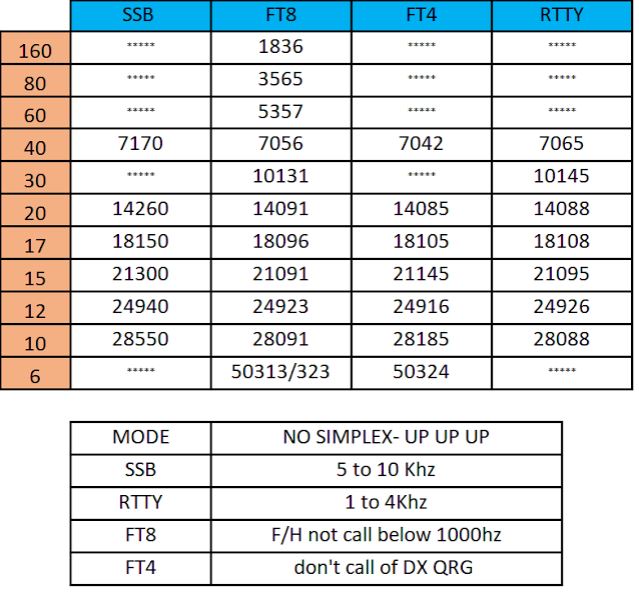 SSB FT8 FT4 RTTY
160 ***** 1836 ***** *****
80 ***** 3565 ***** *****
60 ***** 5357 ***** *****
40 7170 7056 7042 7065
30 ***** 10131 ***** 10145
20 14260 14091 14085 14088
17 18150 18096 18105 18108
15 21300 21091 21145 21095
12 24940 24923 24916 24926
10 28550 28091 28185 28088
6 ***** 50313/323 50324 *****
MODE NO SIMPLEX- UP UP UP
SSB 5 to 10 Khz
RTTY 1 to 4Khz
FT8 F/H not call below 1000hz
FT4 don't call of DX QRG